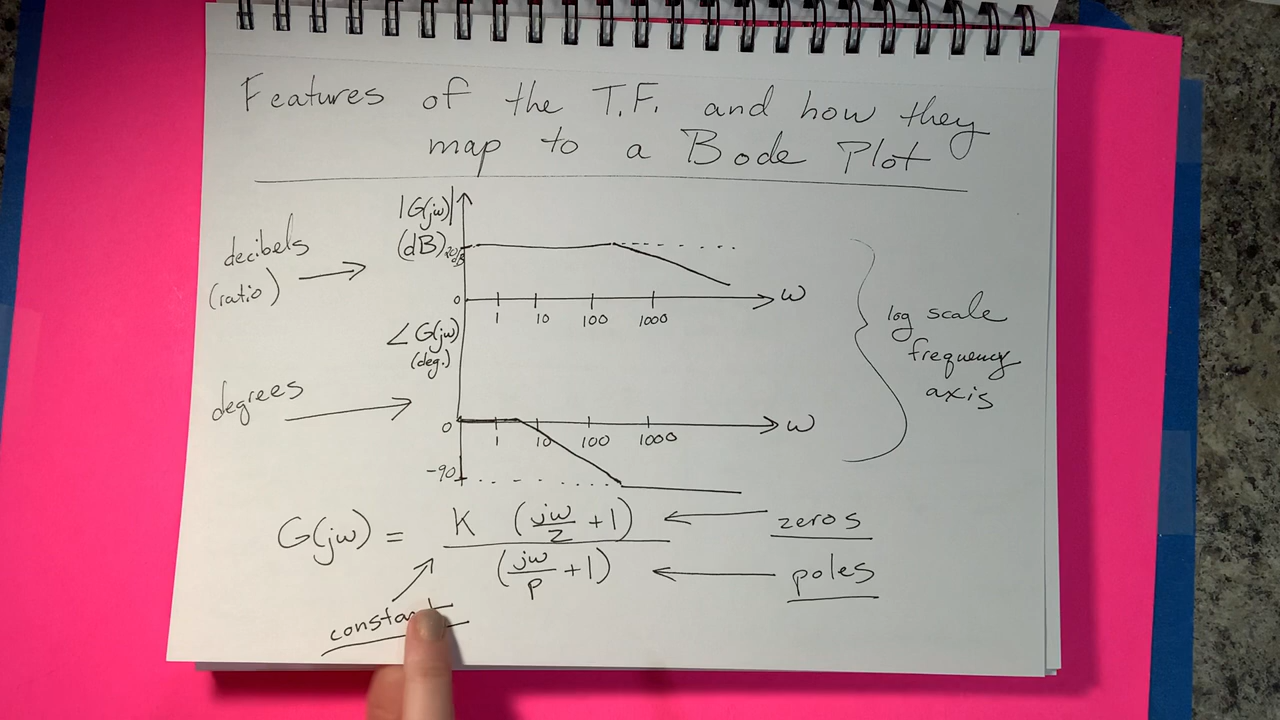 Features of the T.F. and how they
map to a Bode Plot
|G(jω)|
(dB)
20dB
decibels
(ratio)
0
ω
1 10 100 1000
∠G(jω)
(deg.)
log scale
frequency
axis
degrees
0
ω
1 10 100 1000
-90
G(jω) = K (jω/z + 1)
(jω/p + 1)
zeros
poles